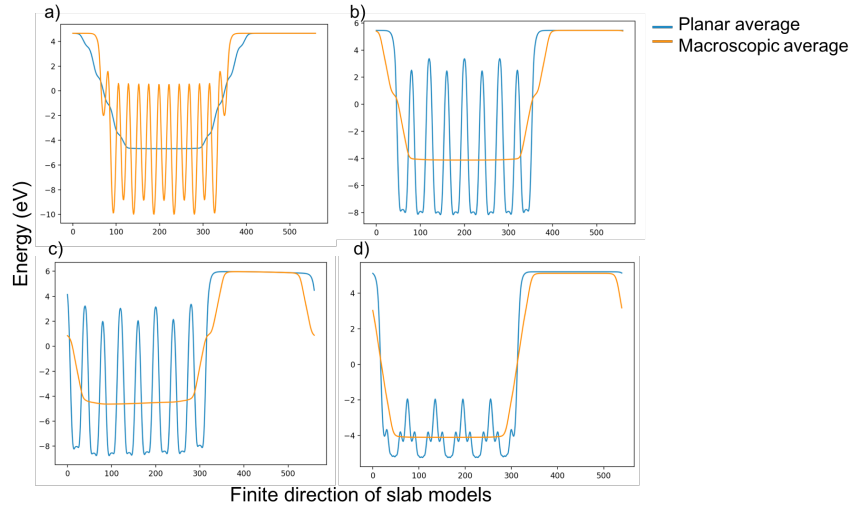 a)
b)
Planar average
Macroscopic average
4
2
0
−2
−4
−6
−8
−10
0 100 200 300 400 500
6
4
2
0
−2
−4
−6
−8
0 100 200 300 400 500
Energy (eV)
c)
d)
6
4
2
0
−2
−4
−6
−8
0 100 200 300 400 500
4
2
0
−2
−4
0 100 200 300 400 500
Finite direction of slab models